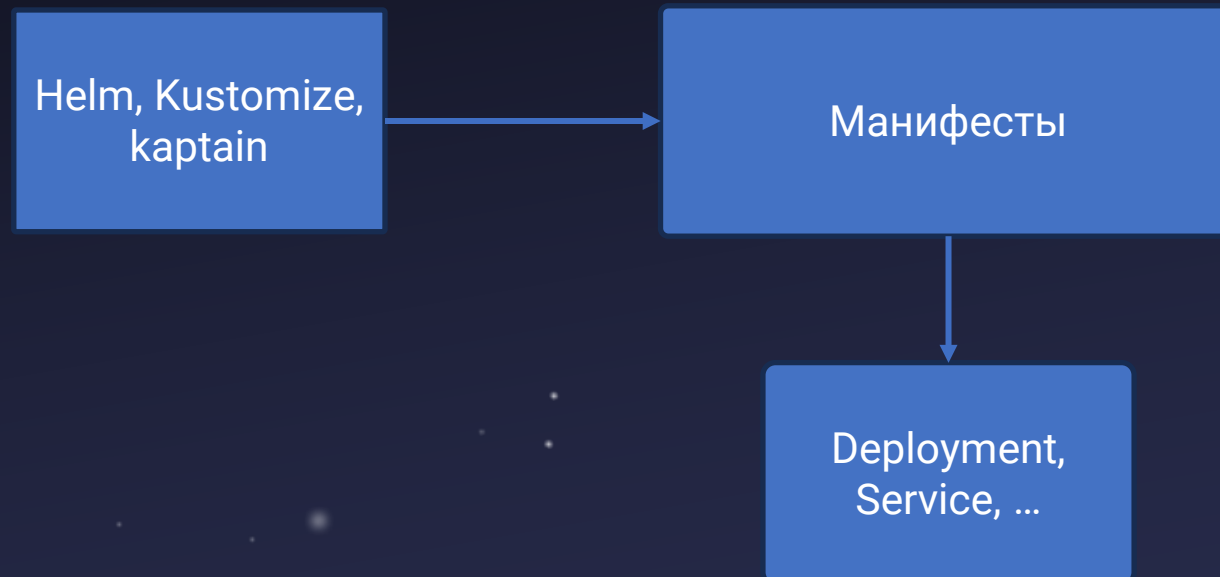 Helm, Kustomize,
kaptain
Манифесты
Deployment,
Service, ...